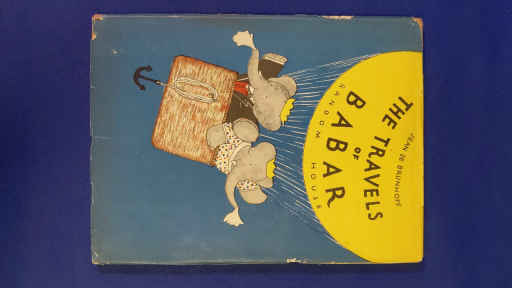 JEAN DE BRUNHOFF
THE TRAVELS
OF
BABAR
RANDOM HOUSE